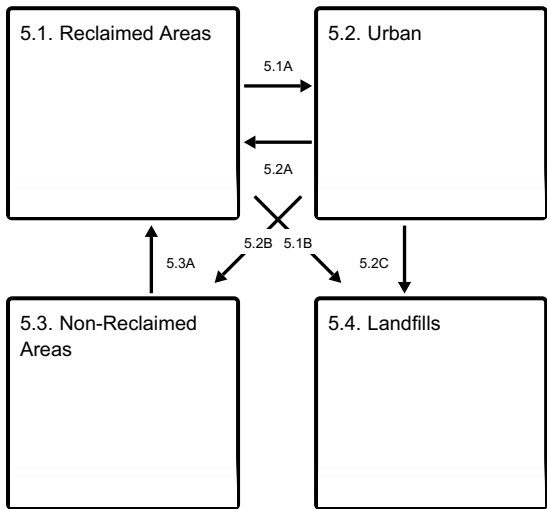 5.1. Reclaimed Areas
5.2. Urban
5.1A
5.2A
5.2B
5.1B
5.3A
5.2C
5.3. Non-Reclaimed
Areas
5.4. Landfills